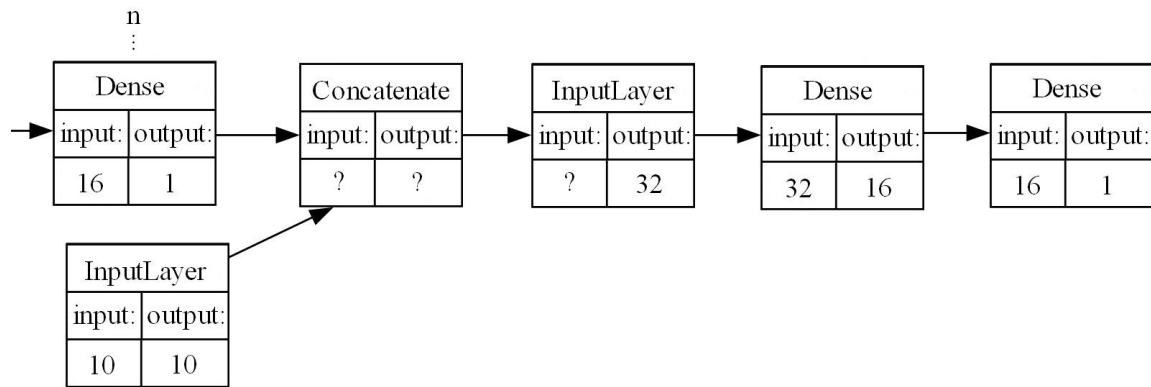 n
⋮
Dense
input: output:
16 1
Concatenate
input: output:
? ?
InputLayer
input: output:
? 32
Dense
input: output:
32 16
Dense
input: output:
16 1
InputLayer
input: output:
10 10